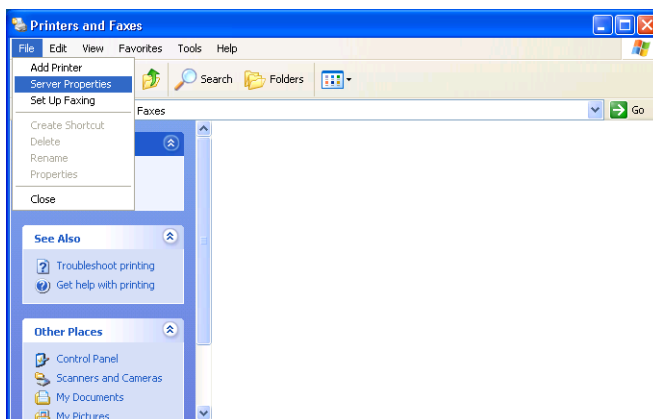 Printers and Faxes
File Edit View Favorites Tools Help
Add Printer
Server Properties
Set Up Faxing
Create Shortcut
Delete
Rename
Properties
Close
Search Folders
Faxes
Go
See Also
Troubleshoot printing
Get help with printing
Other Places
Control Panel
Scanners and Cameras
My Documents
My Pictures